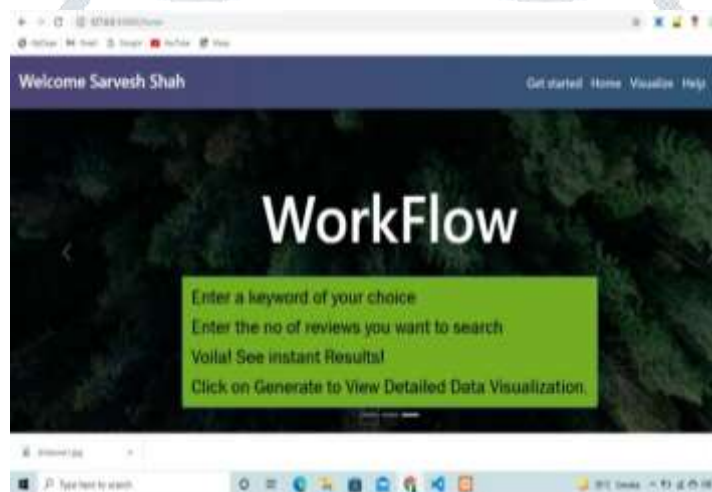 Welcome Sarvesh Shah
Get started Home Visualize Help
WorkFlow
Enter a keyword of your choice
Enter the no of reviews you want to search
Voila! See instant Results!
Click on Generate to View Detailed Data Visualization.
Type here to search